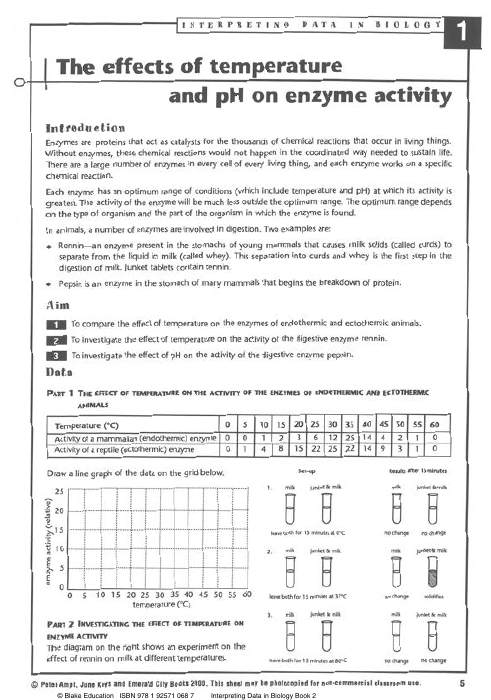 INTERPRETING DATA IN BIOLOGY
1
The effects of temperature
and pH on enzyme activity
Introduction
Enzymes are proteins that act as catalysts for the thousands of chemical reactions that occur in living things.
Without enzymes, these chemical reactions would not happen in the coordinated way needed to sustain life.
There are a large number of enzymes in every cell of every living thing, and each enzyme works on a specific
chemical reaction.
Each enzyme has an optimum range of conditions (which include temperature and pH) at which its activity is
greatest. The activity of the enzyme will be much less outside the optimum range. The optimum range depends
on the type of organism and the part of the organism in which the enzyme is found.
In animals, a number of enzymes are involved in digestion. Two examples are:
• Rennin—an enzyme present in the stomachs of young mammals that causes milk solids (called curds) to
separate from the liquid in milk (called whey). This separation into curds and whey is the first step in the
digestion of milk. Junket tablets contain rennin.
• Pepsin is an enzyme in the stomach of many mammals that begins the breakdown of protein.
Aim
1 To compare the effect of temperature on the enzymes of endothermic and ectothermic animals.
2 To investigate the effect of temperature on the activity of the digestive enzyme rennin.
3 To investigate the effect of pH on the activity of the digestive enzyme pepsin.
Data
PART 1 THE EFFECT OF TEMPERATURE ON THE ACTIVITY OF THE ENZYMES OF ENDOTHERMIC AND ECTOTHERMIC
ANIMALS
Temperature (°C) 0 5 10 15 20 25 30 35 40 45 50 55 60
Activity of a mammalian (endothermic) enzyme 0 0 1 2 3 6 12 25 14 4 2 1 0
Activity of a reptile (ectothermic) enzyme 0 1 4 8 15 22 25 22 14 9 3 1 0
Draw a line graph of the data on the grid below.
enzyme activity (relative)
25
20
15
10
5
0
0 5 10 15 20 25 30 35 40 45 50 55 60
temperature (°C)
PART 2 INVESTIGATING THE EFFECT OF TEMPERATURE ON
ENZYME ACTIVITY
The diagram on the right shows an experiment on the
effect of rennin on milk at different temperatures.
Set-up Results after 15 minutes
1. milk junket & milk milk junket & milk
leave both for 15 minutes at 0°C no change no change
2. milk junket & milk milk junket & milk
leave both for 15 minutes at 37°C no change solidifies
3. milk junket & milk milk junket & milk
leave both for 15 minutes at 80°C no change no change
© Peter Ampt, June Keys and Emerald City Books 2000. This sheet may be photocopied for non-commercial classroom use. 5
© Blake Education ISBN 978 1 92571 068 7 Interpreting Data in Biology Book 2